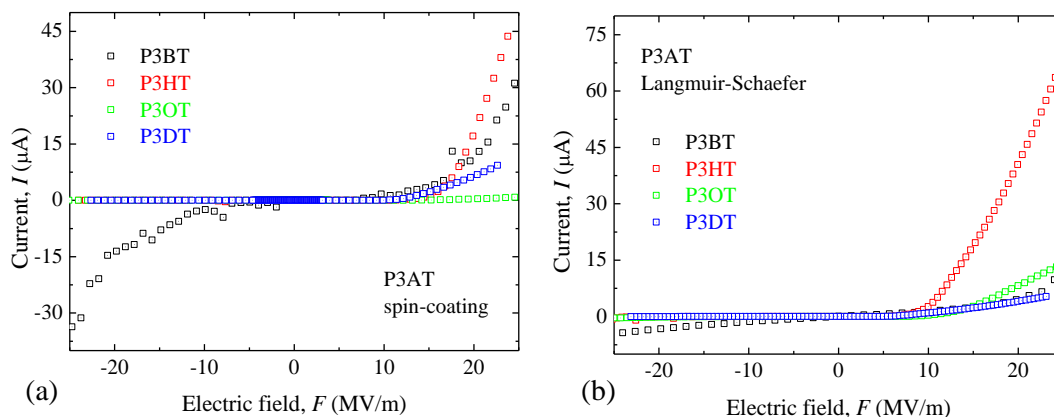 45
30
15
0
-15
-30
Current, I (μA)
P3BT
P3HT
P3OT
P3DT
P3AT
spin-coating
-20 -10 0 10 20
Electric field, F (MV/m)
(a)
75
60
45
30
15
0
Current, I (μA)
P3AT
Langmuir-Schaefer
P3BT
P3HT
P3OT
P3DT
-20 -10 0 10 20
Electric field, F (MV/m)
(b)